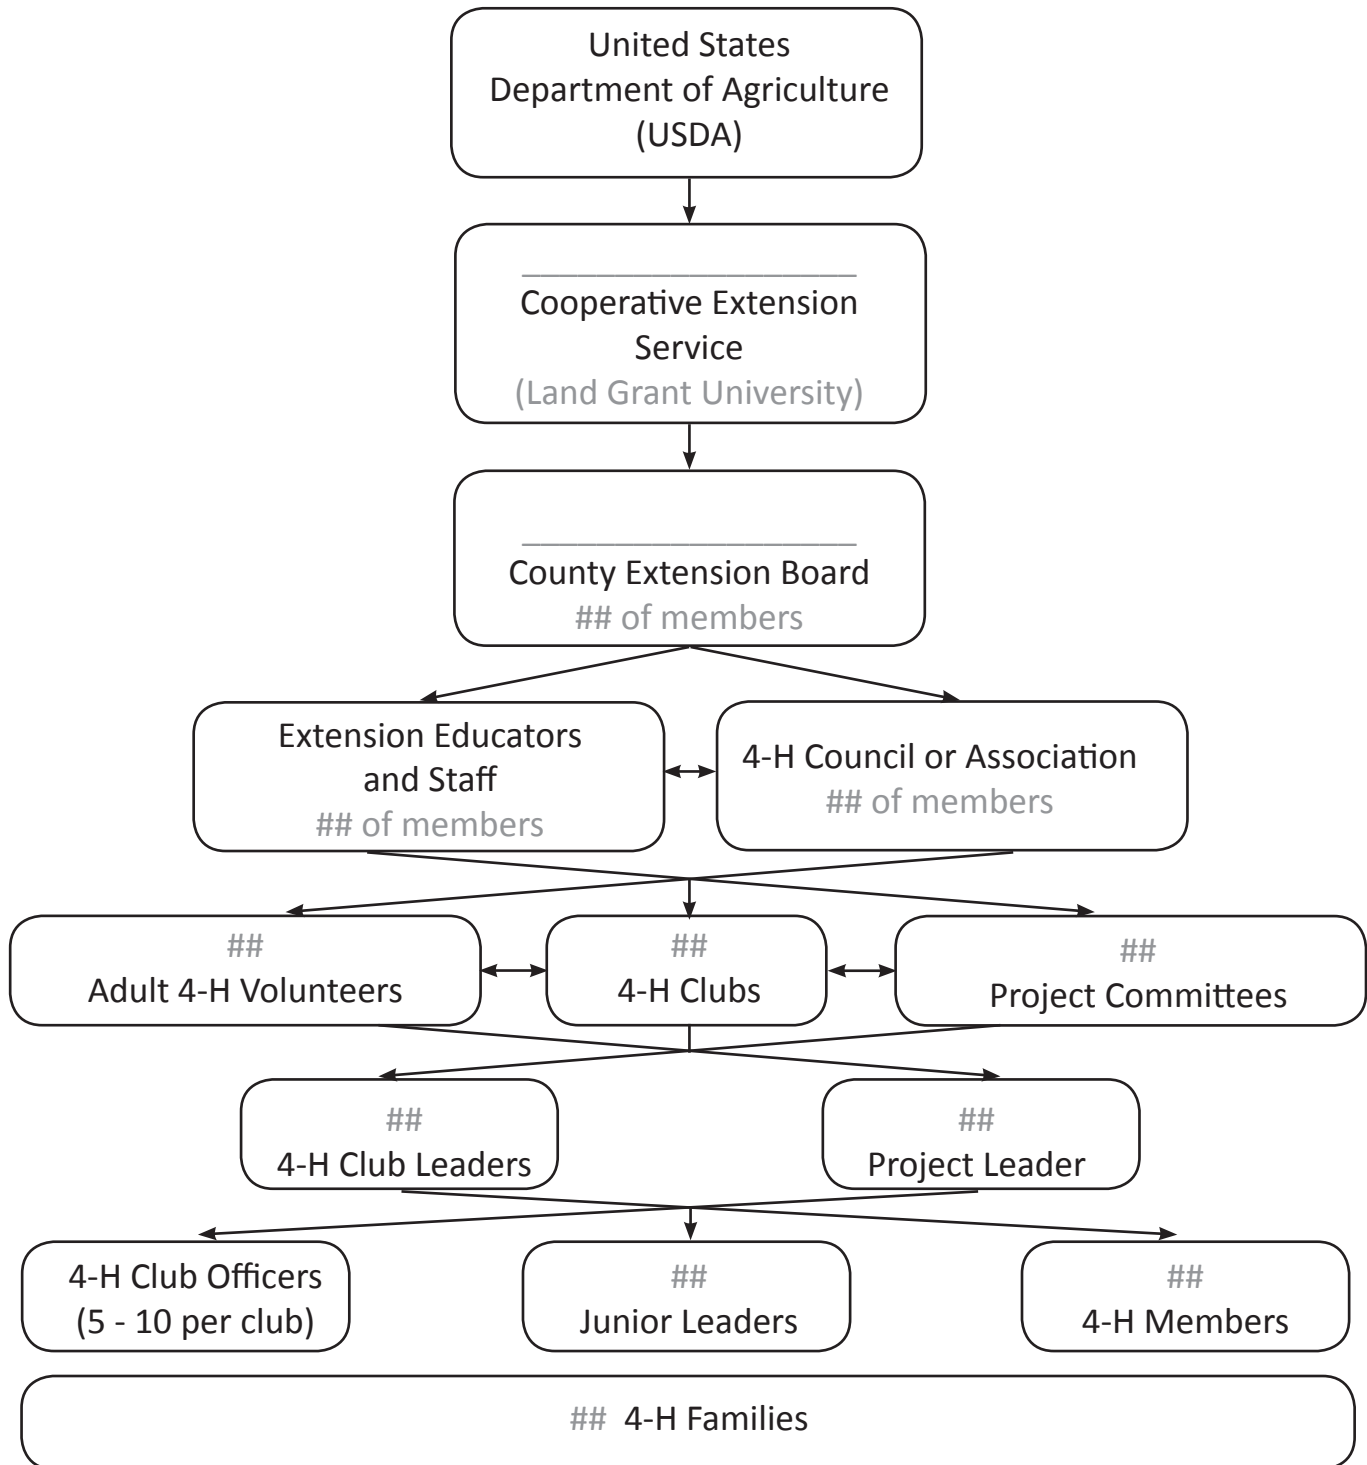 United States
Department of Agriculture
(USDA)
__________________
Cooperative Extension
Service
(Land Grant University)
__________________
County Extension Board
## of members
Extension Educators
and Staff
## of members
4-H Council or Association
## of members
##
Adult 4-H Volunteers
##
4-H Clubs
##
Project Committees
##
4-H Club Leaders
##
Project Leader
4-H Club Officers
(5 - 10 per club)
##
Junior Leaders
##
4-H Members
## 4-H Families